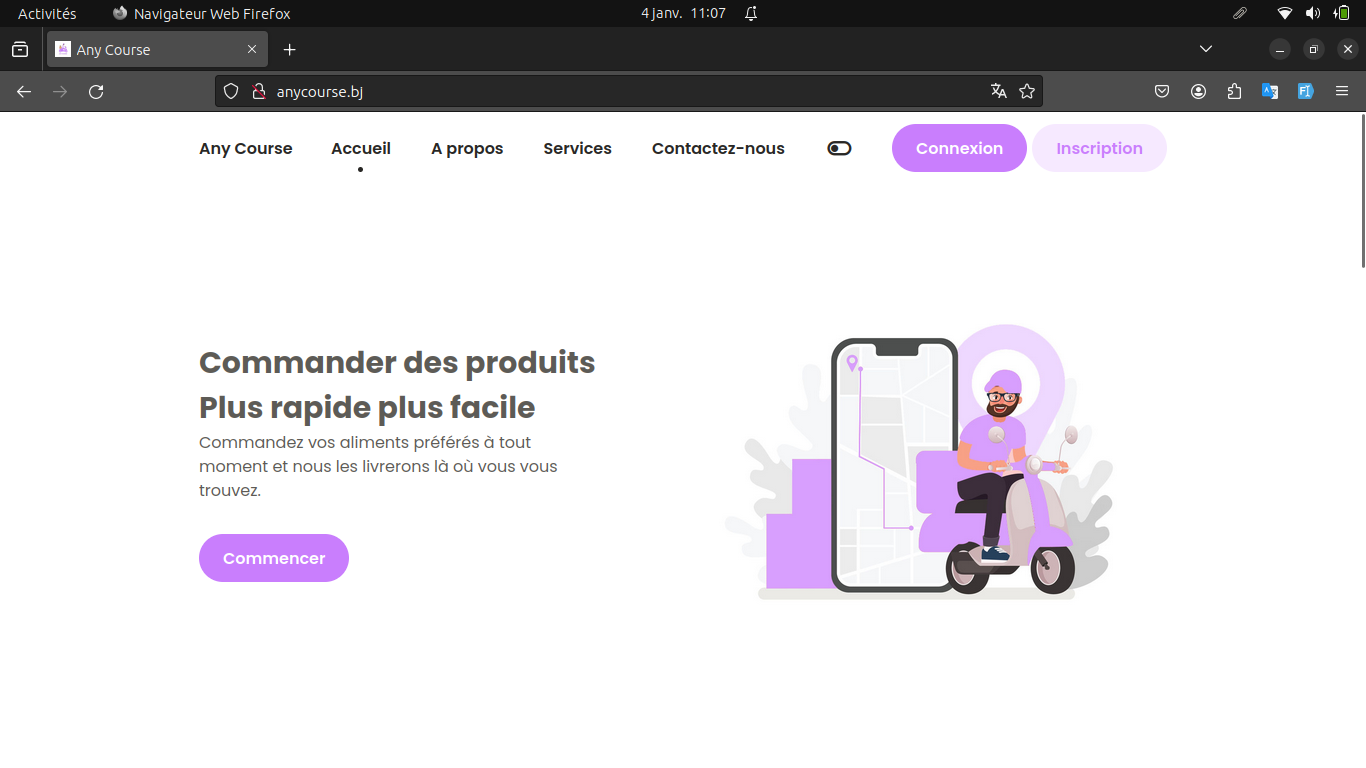 Activités Navigateur Web Firefox 4 janv. 11:07
Any Course
anycourse.bj
Any Course Accueil A propos Services Contactez-nous Connexion Inscription
Commander des produits
Plus rapide plus facile
Commandez vos aliments préférés à tout
moment et nous les livrerons là où vous vous
trouvez.
Commencer